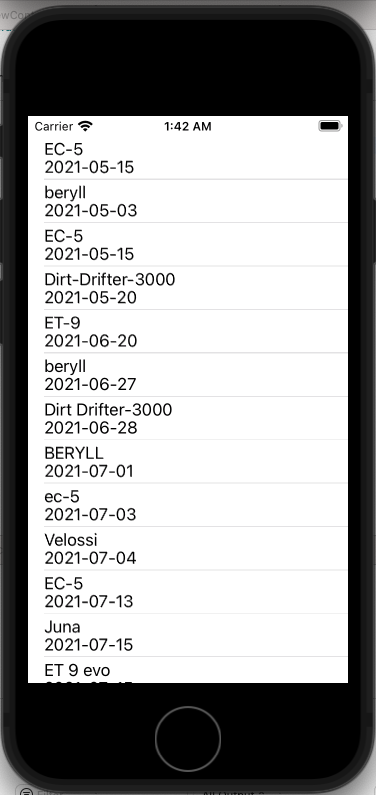 Carrier 1:42 AM
EC-5
2021-05-15
beryll
2021-05-03
EC-5
2021-05-15
Dirt-Drifter-3000
2021-05-20
ET-9
2021-06-20
beryll
2021-06-27
Dirt Drifter-3000
2021-06-28
BERYLL
2021-07-01
ec-5
2021-07-03
Velossi
2021-07-04
EC-5
2021-07-13
Juna
2021-07-15
ET 9 evo